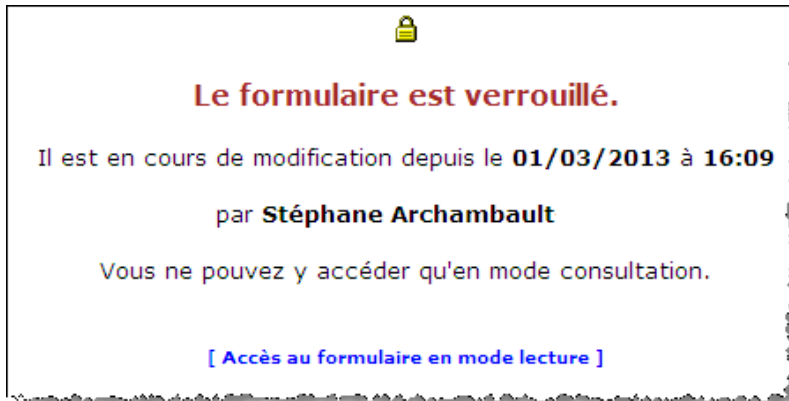 Le formulaire est verrouillé.
Il est en cours de modification depuis le 01/03/2013 à 16:09
par Stéphane Archambault
Vous ne pouvez y accéder qu'en mode consultation.
[ Accès au formulaire en mode lecture ]